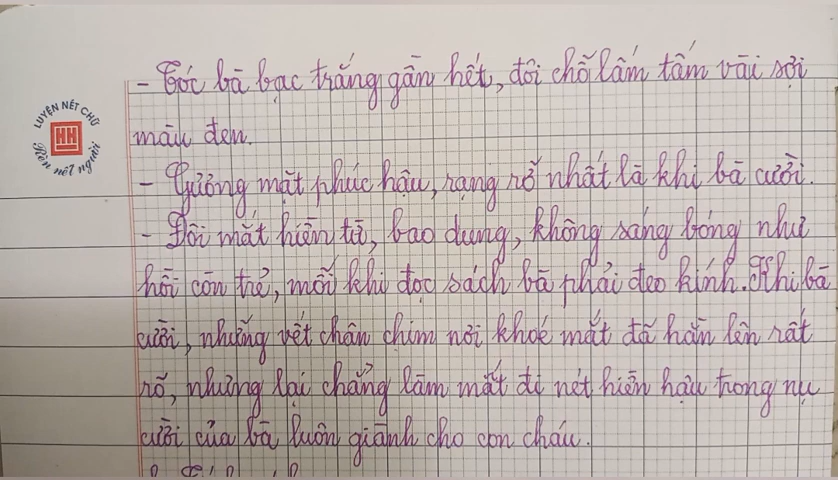 - Tóc bà bạc trắng gần hết, đôi chỗ lấm tấm vài sợi
LUYỆN NÉT CHỮ
HH
Rèn nết người
màu đen.
- Gương mặt phúc hậu, rạng rỡ nhất là khi bà cười.
- Đôi mắt hiền từ, bao dung, không sáng bóng như
hồi còn trẻ, mỗi khi đọc sách bà phải đeo kính. Khi bà
cười, những vết chân chim nơi khoé mắt đã hằn lên rất
rõ, nhưng lại chẳng làm mất đi nét hiền hậu trong nụ
cười của bà luôn giành cho con cháu.